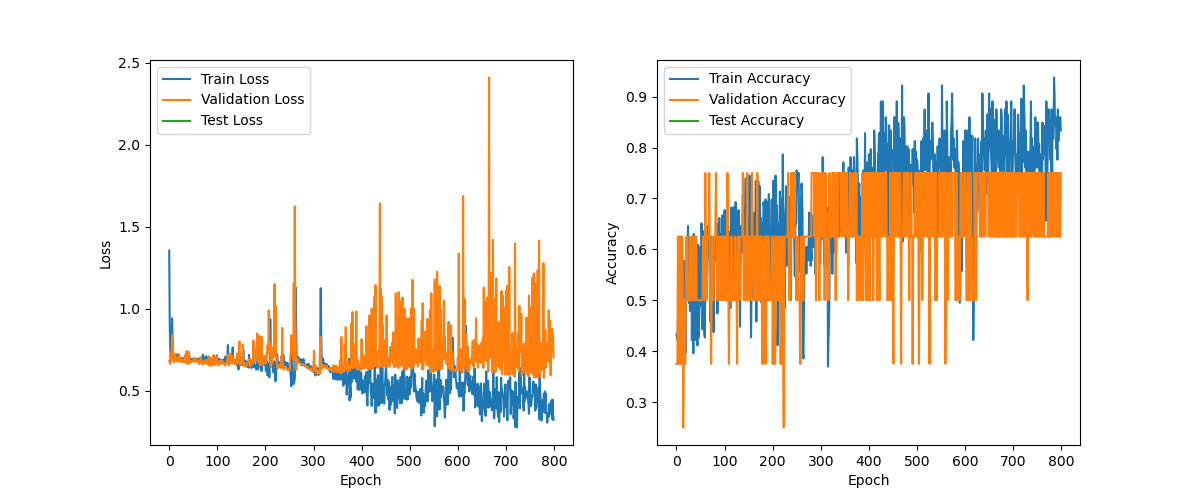 2.5
2.0
1.5
1.0
0.5
Loss
0 100 200 300 400 500 600 700 800
Epoch
Train Loss
Validation Loss
Test Loss
0.9
0.8
0.7
0.6
0.5
0.4
0.3
Accuracy
0 100 200 300 400 500 600 700 800
Epoch
Train Accuracy
Validation Accuracy
Test Accuracy